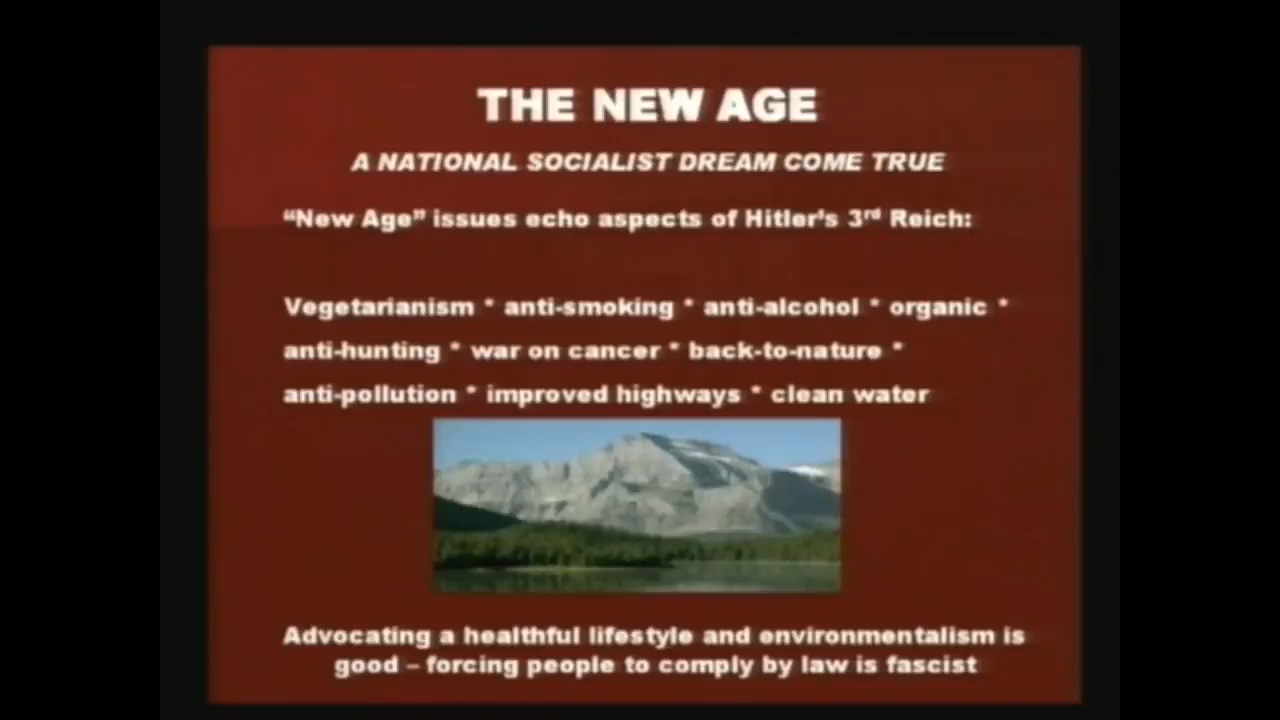 THE NEW AGE
A NATIONAL SOCIALIST DREAM COME TRUE
“New Age” issues echo aspects of Hitler’s 3rd Reich:
Vegetarianism * anti-smoking * anti-alcohol * organic *
anti-hunting * war on cancer * back-to-nature *
anti-pollution * improved highways * clean water
Advocating a healthful lifestyle and environmentalism is
good – forcing people to comply by law is fascist